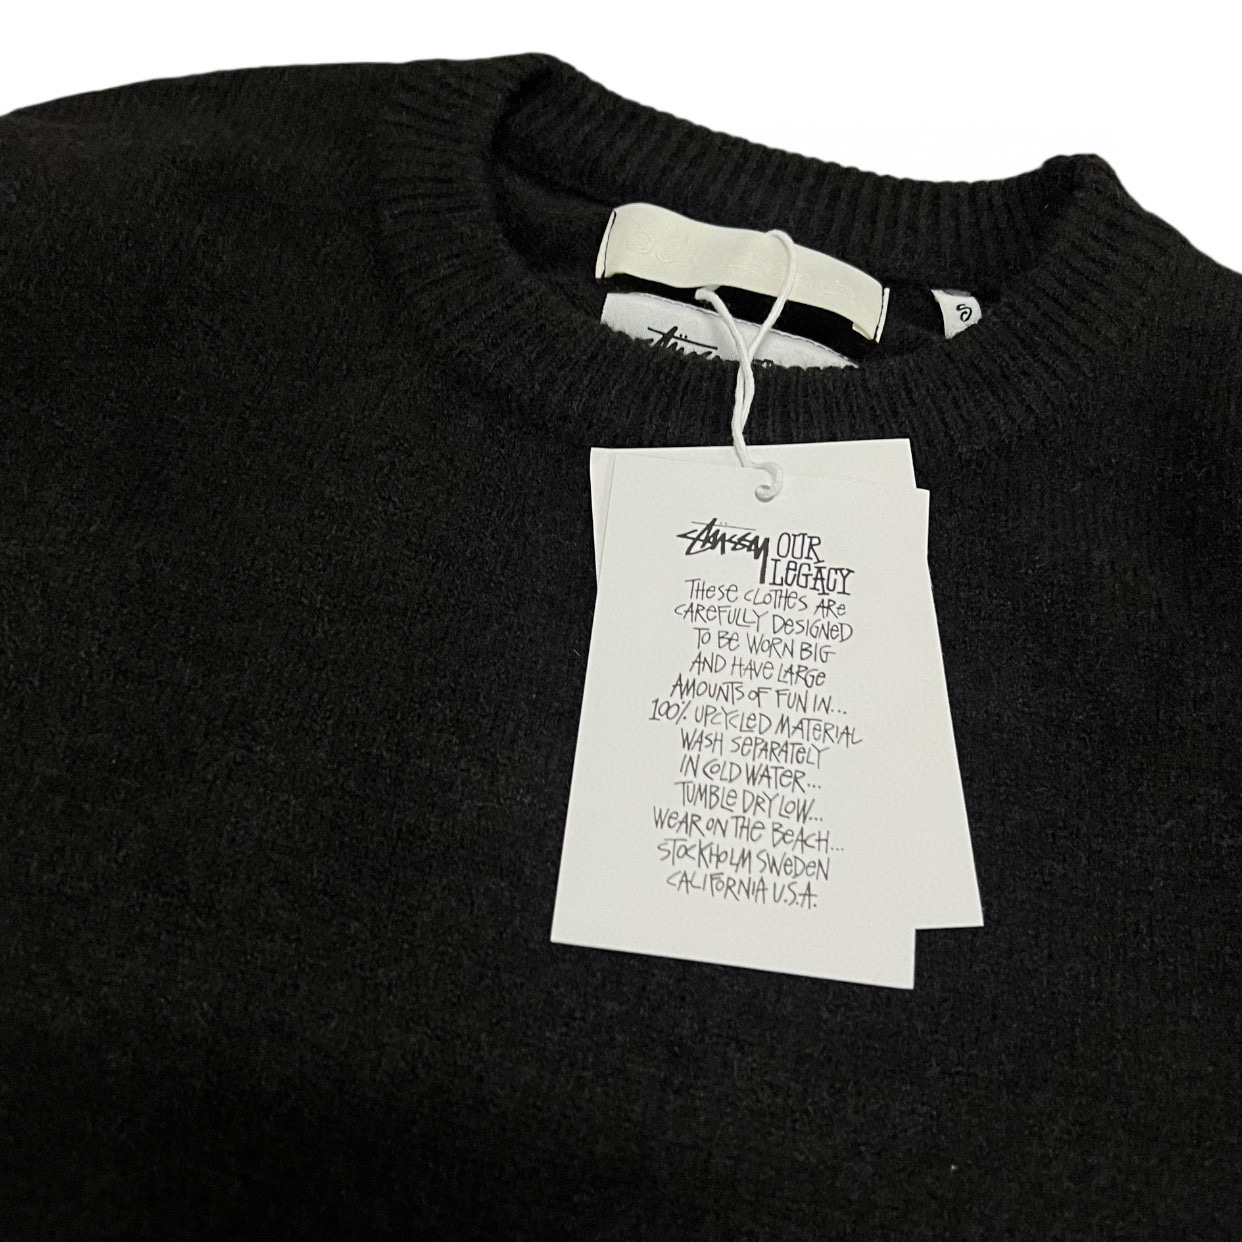 S
STÜSSY
STÜSSY OUR
LEGACY
THESE CLOTHES ARE
CAREFULLY DESIGNED
TO BE WORN BIG
AND HAVE LARGE
AMOUNTS OF FUN IN...
100% UPCYCLED MATERIAL
WASH SEPARATELY
IN COLD WATER...
TUMBLE DRY LOW...
WEAR ON THE BEACH...
STOCKHOLM SWEDEN
CALIFORNIA U.S.A.